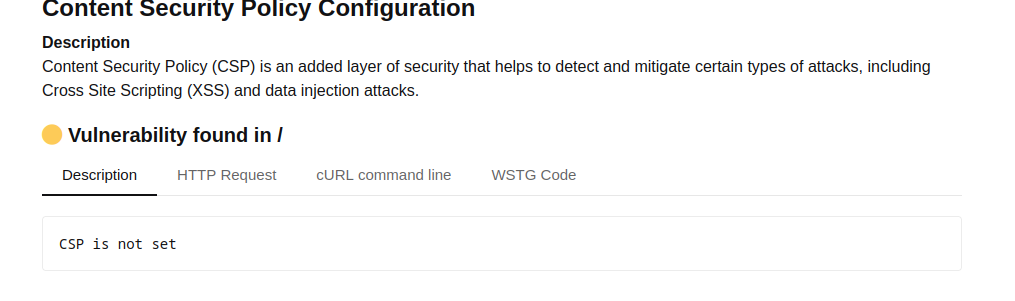 Content Security Policy Configuration
Description
Content Security Policy (CSP) is an added layer of security that helps to detect and mitigate certain types of attacks, including
Cross Site Scripting (XSS) and data injection attacks.
Vulnerability found in /
Description HTTP Request cURL command line WSTG Code
CSP is not set